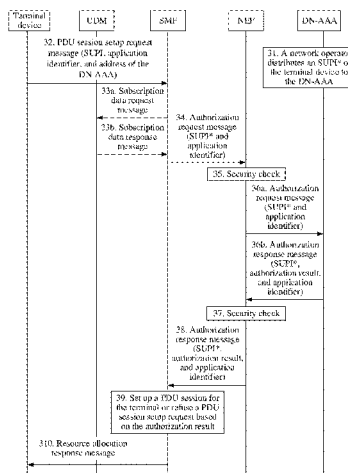 Terminal
device
UDM
SMF
NEF
DN-AAA
31. A network operator
distributes an SUPI* of
the terminal device to
the DN-AAA
32. PDU session setup request
message (SUPI, application
identifier, and address of the
DN-AAA)
33a. Subscription
data request
message
33b. Subscription
data response
message
34. Authorization
request message
(SUPI* and
application
identifier)
35. Security check
36a. Authorization
request message
(SUPI* and
application
identifier)
36b. Authorization
response message
(SUPI*,
authorization result,
and application
identifier)
37. Security check
38. Authorization
response message
(SUPI*,
authorization result,
and application
identifier)
39. Set up a PDU session for
the terminal or refuse a PDU
session setup request based
on the authorization result
310. Resource allocation
response message